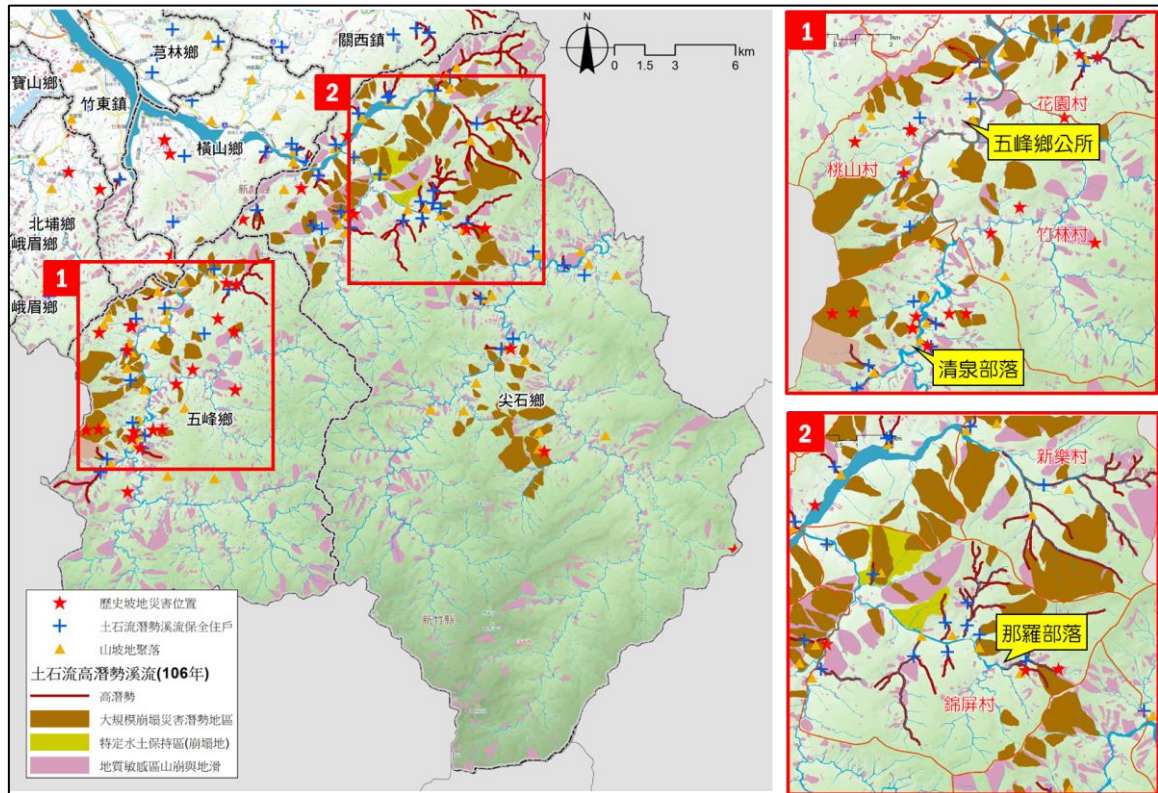 芎林鄉
關西鎮
寶山鄉
竹東鎮
橫山鄉
北埔鄉
峨眉鄉
峨眉鄉
五峰鄉
尖石鄉
新竹縣
N
0 1.5 3 6
km
1
2
★ 歷史坡地災害位置
+ 土石流潛勢溪流保全住戶
▲ 山坡地聚落
土石流高潛勢溪流(106年)
高潛勢
大規模崩塌災害潛勢地區
特定水土保持區(崩塌地)
地質敏感區山崩與地滑
1
花園村
五峰鄉公所
桃山村
竹林村
清泉部落
2
新樂村
那羅部落
錦屏村